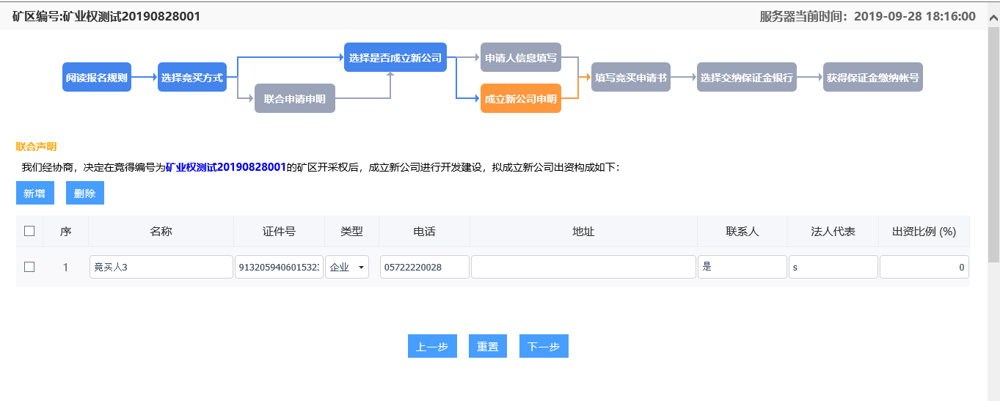 矿区编号:矿业权测试20190828001
服务器当前时间：2019-09-28 18:16:00
选择是否成立新公司
申请人信息填写
阅读报名规则
选择竞买方式
填写竞买申请书
选择交纳保证金银行
获得保证金缴纳帐号
联合申请申明
成立新公司申明
联合声明
我们经协商，决定在竞得编号为矿业权测试20190828001的矿区开采权后，成立新公司进行开发建设，拟成立新公司出资构成如下：
新增 删除
序 名称 证件号 类型 电话 地址 联系人 法人代表 出资比例 (%)
1 竞买人3 91320594060153 企业 05722220028 是 s 0
上一步 重置 下一步